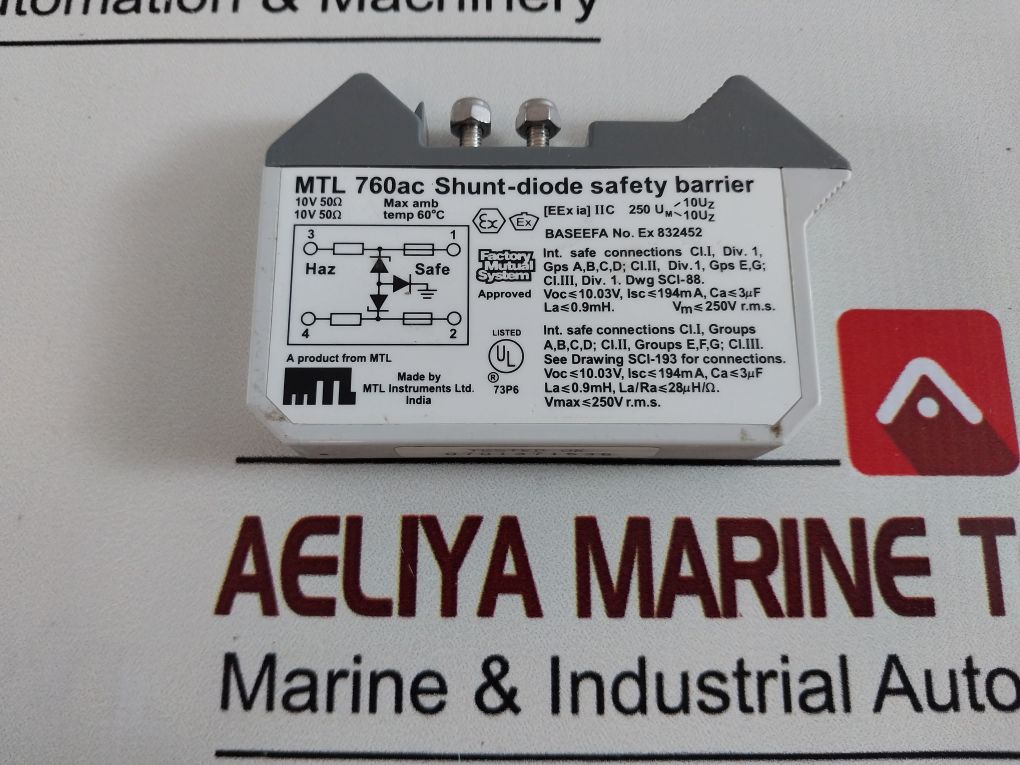 utomation & Machinery
MTL 760ac Shunt-diode safety barrier
10V 50Ω
10V 50Ω
Max amb
temp 60°C
3 1
Haz Safe
4 2
A product from MTL
MTL
Made by
MTL Instruments Ltd.
India
Ex Ex
[EEx ia] IIC 250 UM 10Uz
10Uz
BASEEFA No. Ex 832452
Factory
Mutual
System
Approved
Int. safe connections Cl.I, Div. 1,
Gps A,B,C,D; Cl.II, Div.1, Gps E,G;
Cl.III, Div. 1. Dwg SCI-88.
Voc≤10.03V, Isc≤194mA, Ca≤3µF
La≤0.9mH. Vm≤250V r.m.s.
LISTED
UL
®
73P6
Int. safe connections Cl.I, Groups
A,B,C,D; Cl.II, Groups E,F,G; Cl.III.
See Drawing SCI-193 for connections.
Voc≤10.03V, Isc≤194mA, Ca≤3µF
La≤0.9mH, La/Ra≤28µH/Ω.
Vmax≤250V r.m.s.
AELIYA MARINE T
Marine & Industrial Auto